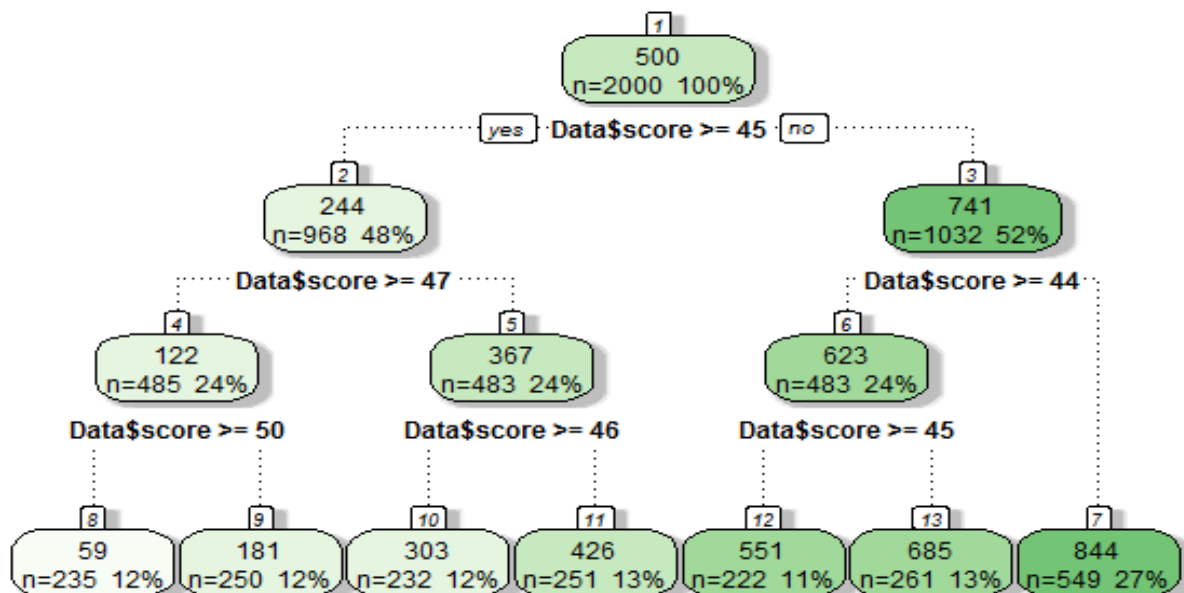 1
500
n=2000 100%
yes Data$score >= 45 no
2
244
n=968 48%
3
741
n=1032 52%
Data$score >= 47
Data$score >= 44
4
122
n=485 24%
5
367
n=483 24%
6
623
n=483 24%
Data$score >= 50
Data$score >= 46
Data$score >= 45
8
59
n=235 12%
9
181
n=250 12%
10
303
n=232 12%
11
426
n=251 13%
12
551
n=222 11%
13
685
n=261 13%
7
844
n=549 27%